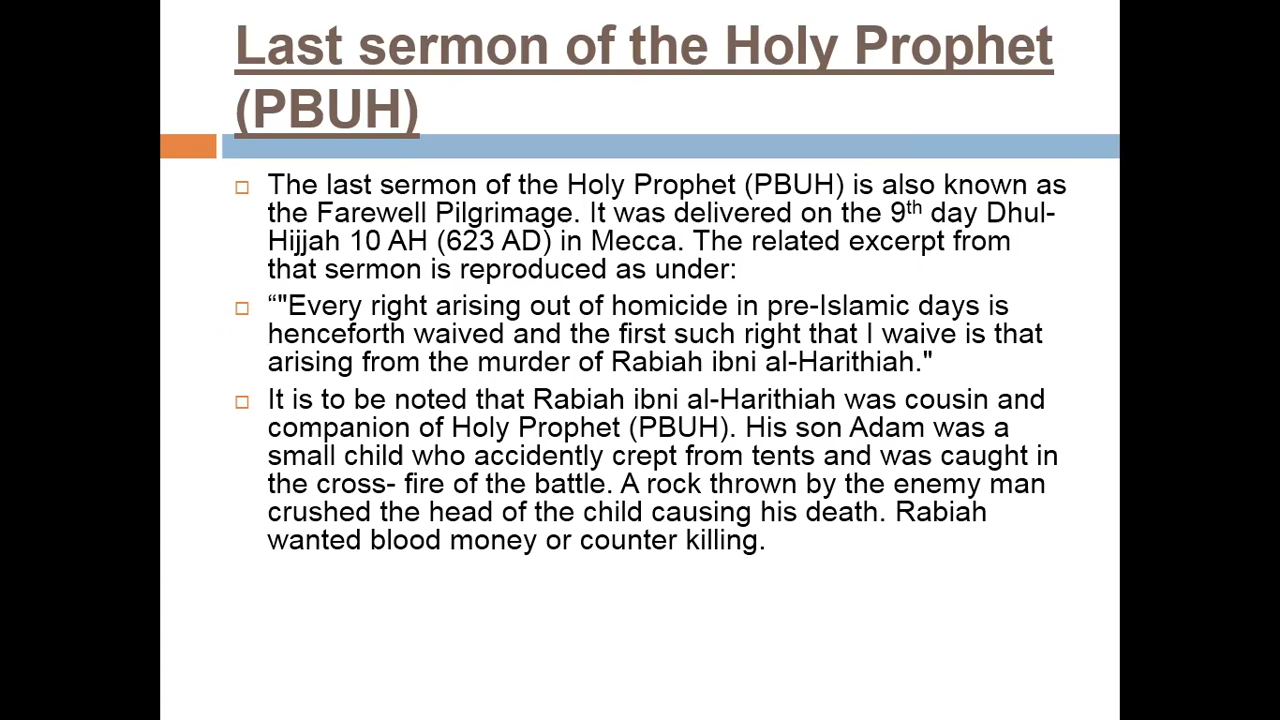 Last sermon of the Holy Prophet
(PBUH)
The last sermon of the Holy Prophet (PBUH) is also known as
the Farewell Pilgrimage. It was delivered on the 9th day Dhul-
Hijjah 10 AH (623 AD) in Mecca. The related excerpt from
that sermon is reproduced as under:
“"Every right arising out of homicide in pre-Islamic days is
henceforth waived and the first such right that I waive is that
arising from the murder of Rabiah ibni al-Harithiah."
It is to be noted that Rabiah ibni al-Harithiah was cousin and
companion of Holy Prophet (PBUH). His son Adam was a
small child who accidently crept from tents and was caught in
the cross- fire of the battle. A rock thrown by the enemy man
crushed the head of the child causing his death. Rabiah
wanted blood money or counter killing.